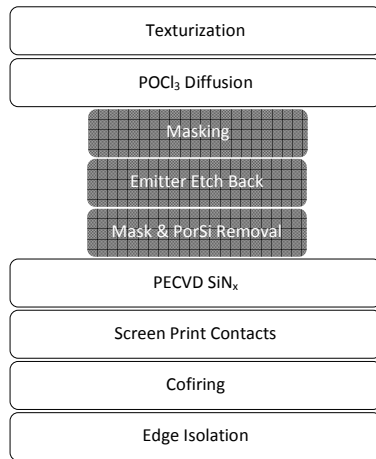 Texturization
POCl₃ Diffusion
Masking
Emitter Etch Back
Mask & PorSi Removal
PECVD SiNₓ
Screen Print Contacts
Cofiring
Edge Isolation